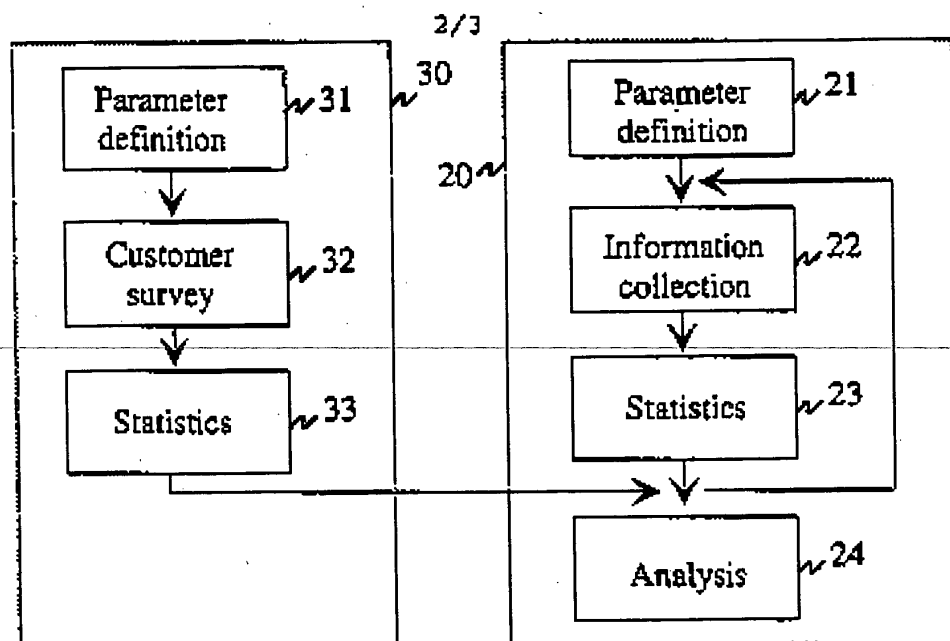 2/3
30
Parameter
definition
31
Customer
survey
32
Statistics
33
20
Parameter
definition
21
Information
collection
22
Statistics
23
Analysis
24